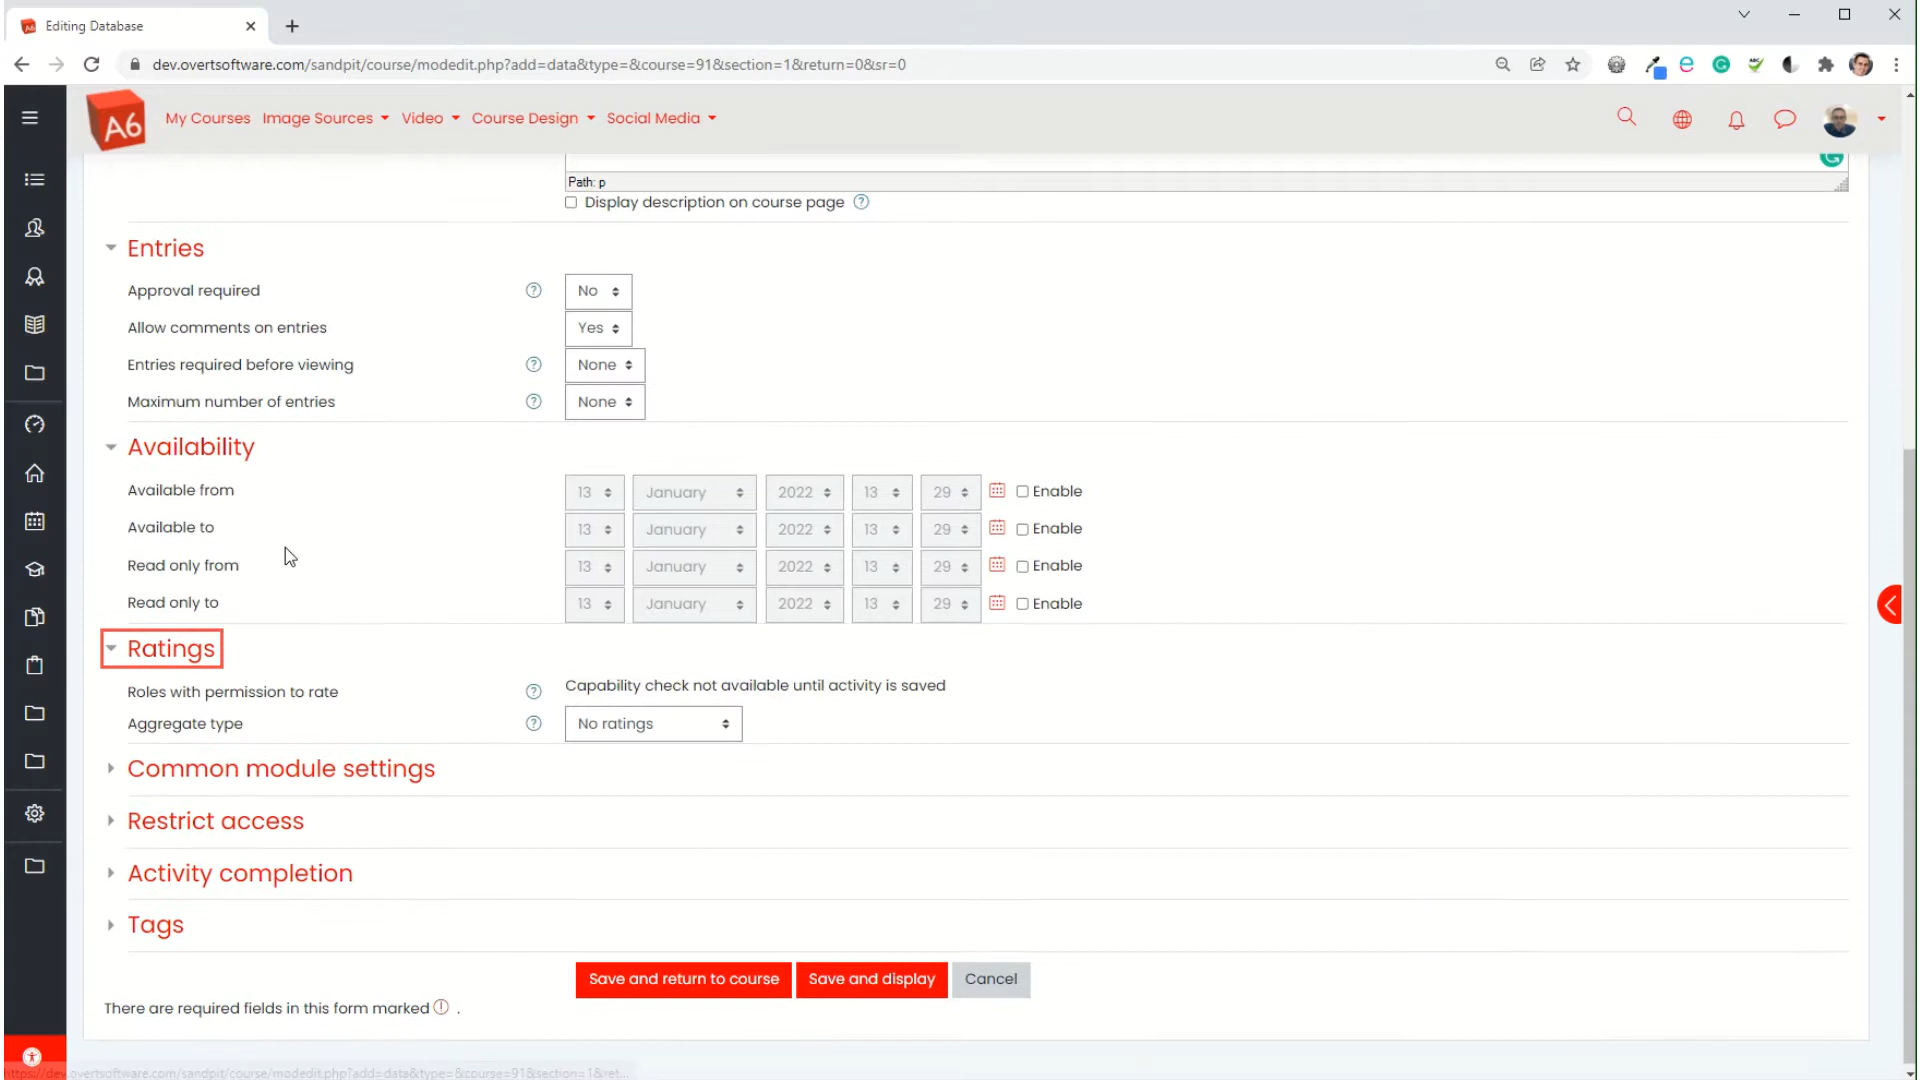 Editing Database
dev.overtsoftware.com/sandpit/course/modedit.php?add=data&type=&course=91&section=1&return=0&sr=0
A6 My Courses Image Sources Video Course Design Social Media
Path: p
Display description on course page
Entries
Approval required No
Allow comments on entries Yes
Entries required before viewing None
Maximum number of entries None
Availability
Available from 13 January 2022 13 29 Enable
Available to 13 January 2022 13 29 Enable
Read only from 13 January 2022 13 29 Enable
Read only to 13 January 2022 13 29 Enable
Ratings
Roles with permission to rate Capability check not available until activity is saved
Aggregate type No ratings
Common module settings
Restrict access
Activity completion
Tags
Save and return to course Save and display Cancel
There are required fields in this form marked .
https://dev.overtsoftware.com/sandpit/course/modedit.php?add=data&type=&course=91&section=1&ret...